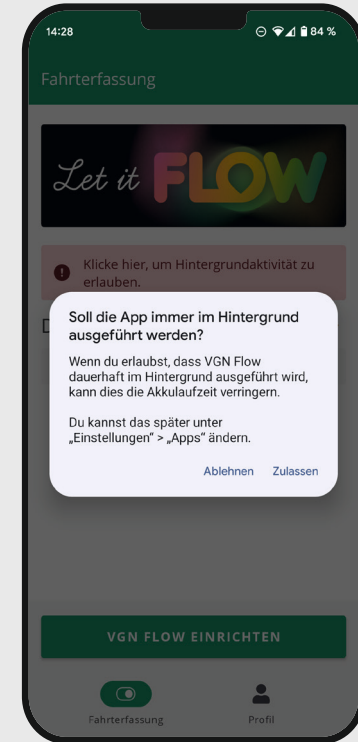 14:28
84 %
Fahrterfassung
Let it FLOW
Klicke hier, um Hintergrundaktivität zu
erlauben.
D
Soll die App immer im Hintergrund
ausgeführt werden?
Wenn du erlaubst, dass VGN Flow
dauerhaft im Hintergrund ausgeführt wird,
kann dies die Akkulaufzeit verringern.
Du kannst das später unter
„Einstellungen“ > „Apps“ ändern.
Ablehnen Zulassen
VGN FLOW EINRICHTEN
Fahrterfassung Profil